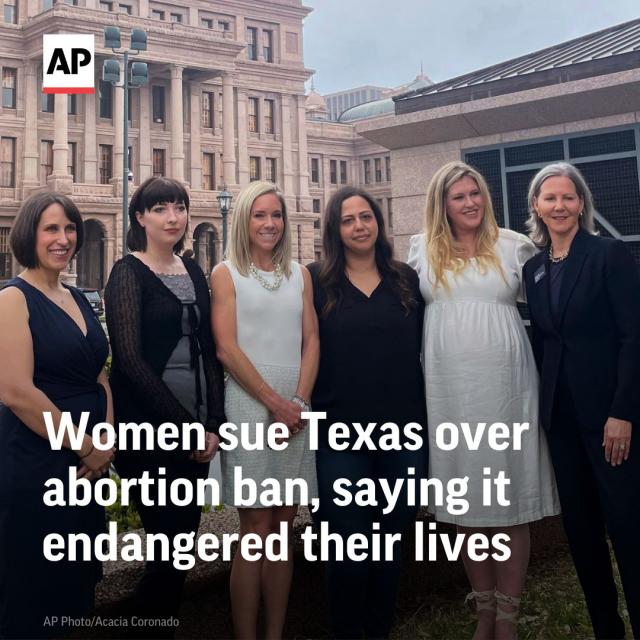 AP
Women sue Texas over
abortion ban, saying it
endangered their lives
AP Photo/Acacia Coronado